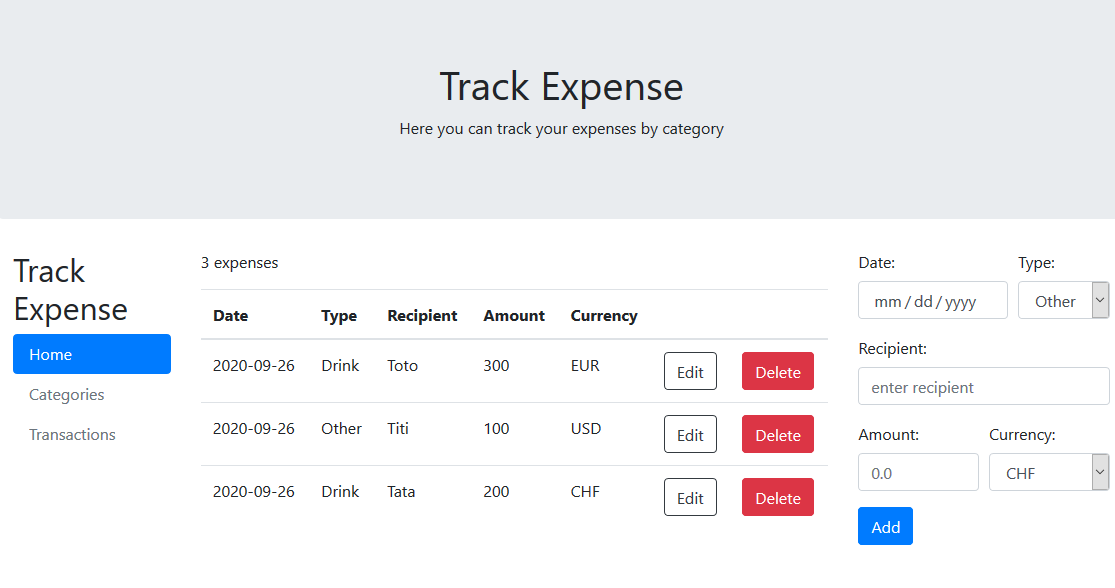 Track Expense
Here you can track your expenses by category
Track
Expense
Home
Categories
Transactions
3 expenses
Date Type Recipient Amount Currency
2020-09-26 Drink Toto 300 EUR Edit Delete
2020-09-26 Other Titi 100 USD Edit Delete
2020-09-26 Drink Tata 200 CHF Edit Delete
Date: Type:
mm / dd / yyyy Other
Recipient:
enter recipient
Amount: Currency:
0.0 CHF
Add